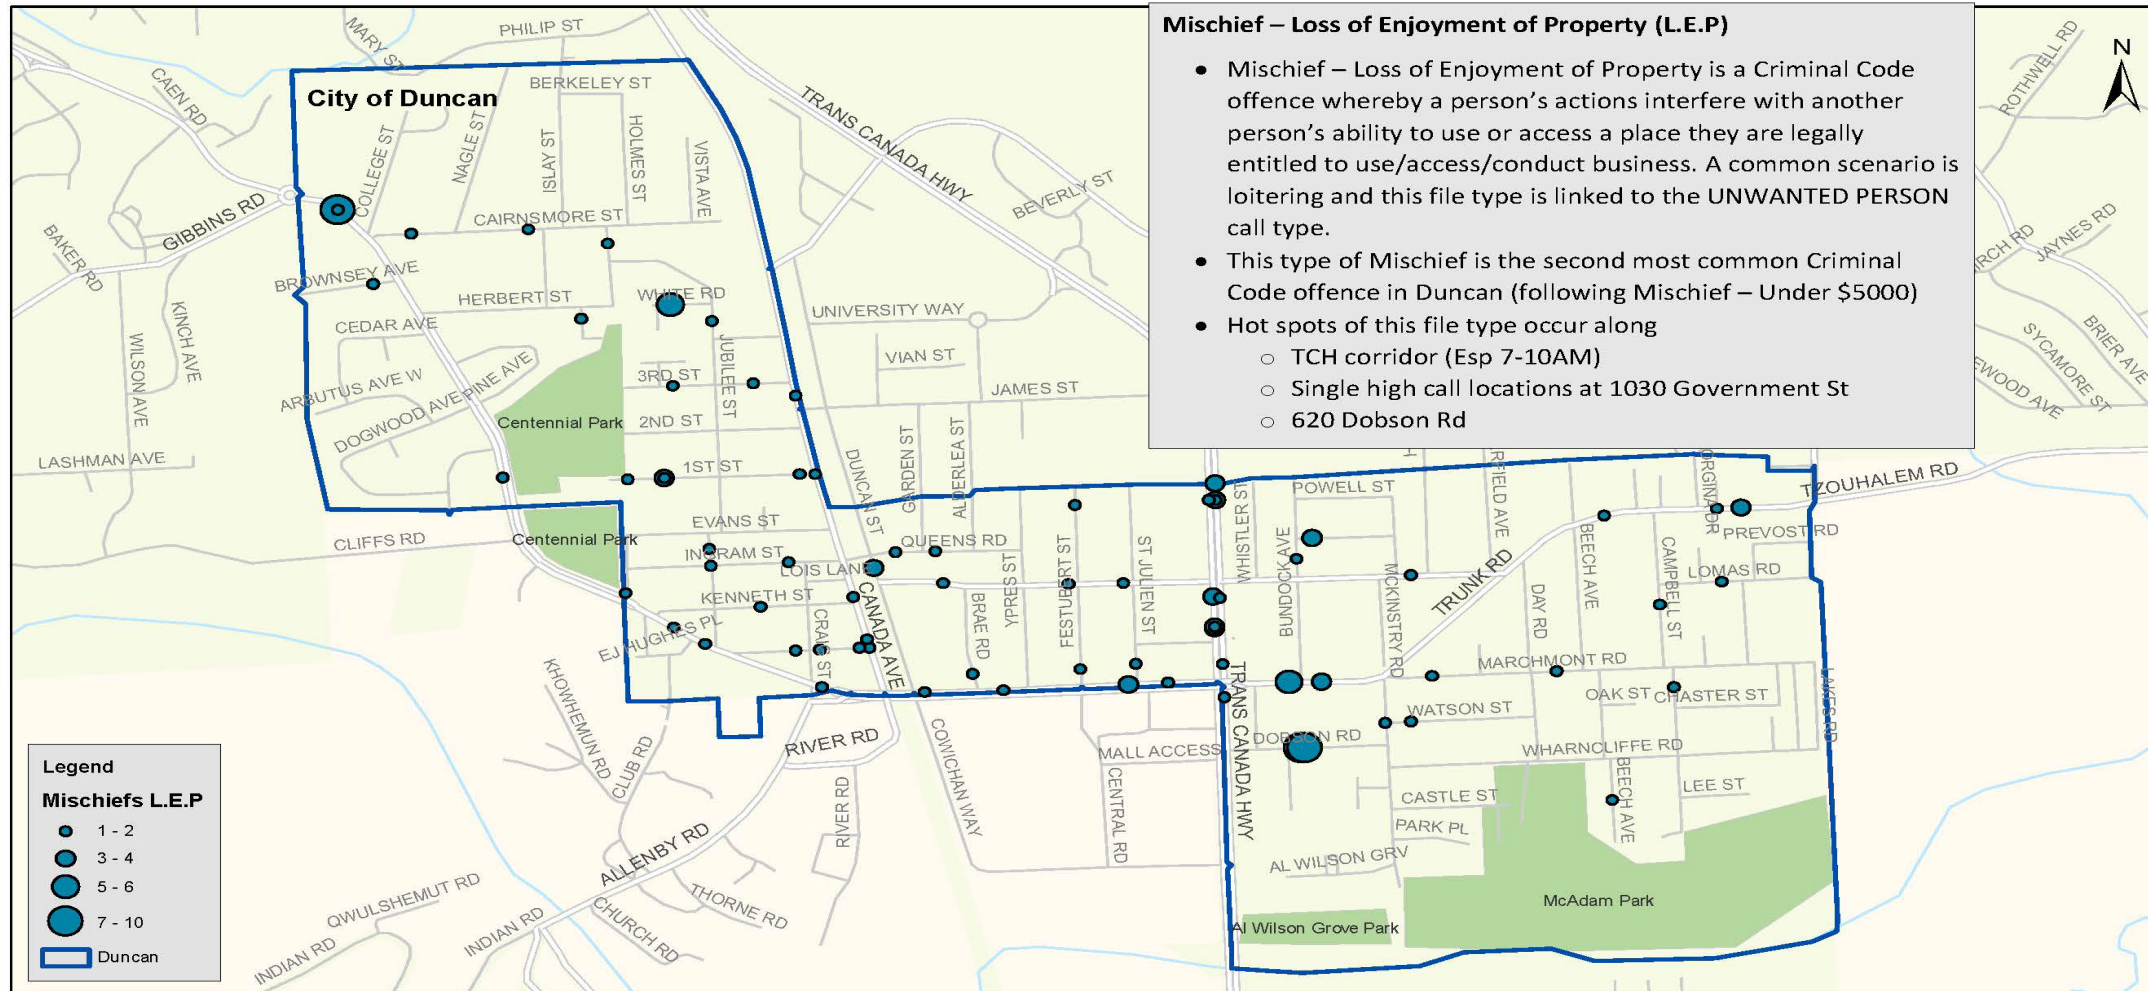 Mischief – Loss of Enjoyment of Property (L.E.P)
• Mischief – Loss of Enjoyment of Property is a Criminal Code
offence whereby a person's actions interfere with another
person's ability to use or access a place they are legally
entitled to use/access/conduct business. A common scenario is
loitering and this file type is linked to the UNWANTED PERSON
call type.
• This type of Mischief is the second most common Criminal
Code offence in Duncan (following Mischief – Under $5000)
• Hot spots of this file type occur along
○ TCH corridor (Esp 7-10AM)
○ Single high call locations at 1030 Government St
○ 620 Dobson Rd
N
City of Duncan
MARY ST
PHILIP ST
BERKELEY ST
CAEN RD
COLLEGE ST
NAGLE ST
ISLAY ST
HOLMES ST
VISTA AVE
TRANS CANADA HWY
BEVERLY ST
ROTHWELL RD
JAYNES RD
GIBBINS RD
CAIRNSMORE ST
BAKER RD
BROWNSEY AVE
HERBERT ST
WHITE RD
CEDAR AVE
KINCH AVE
WILSON AVE
UNIVERSITY WAY
VIAN ST
JAMES ST
JUBILEE ST
3RD ST
2ND ST
1ST ST
ARBUTUS AVE W
DOGWOOD AVE
PINE AVE
Centennial Park
SYCAMORE ST
BRIER AVE
EWOOD AVE
LASHMAN AVE
DUNCAN ST
GARDEN ST
ALDERLEA ST
TZOUHALEM RD
POWELL ST
WHISTLER ST
RFIELD AVE
EVANS ST
Centennial Park
CLIFFS RD
INGRAM ST
QUEENS RD
LOIS LANE
KENNETH ST
CANADA AVE
CRAIG ST
BRAE RD
YPRES ST
FESTUBERT ST
ST JULIEN ST
BUNDOCK AVE
MCKINSTRY RD
TRUNK RD
DAY RD
BEECH AVE
CAMPBELL ST
PREVOST RD
LOMAS RD
EJ HUGHES PL
MARCHMONT RD
OAK ST
CHASTER ST
LAKES RD
KHOWHEMUN RD
CLUB RD
RIVER RD
COWICHAN WAY
MALL ACCESS
CENTRAL RD
TRANS CANADA HWY
DOBSON RD
WATSON ST
WHARNCLIFFE RD
BEECH AVE
LEE ST
CASTLE ST
PARK PL
AL WILSON GRV
RIVER RD
ALLENBY RD
THORNE RD
CHURCH RD
QWULSHEMUT RD
INDIAN RD
INDIAN RD
McAdam Park
Al Wilson Grove Park
Legend
Mischiefs L.E.P
1 - 2
3 - 4
5 - 6
7 - 10
Duncan